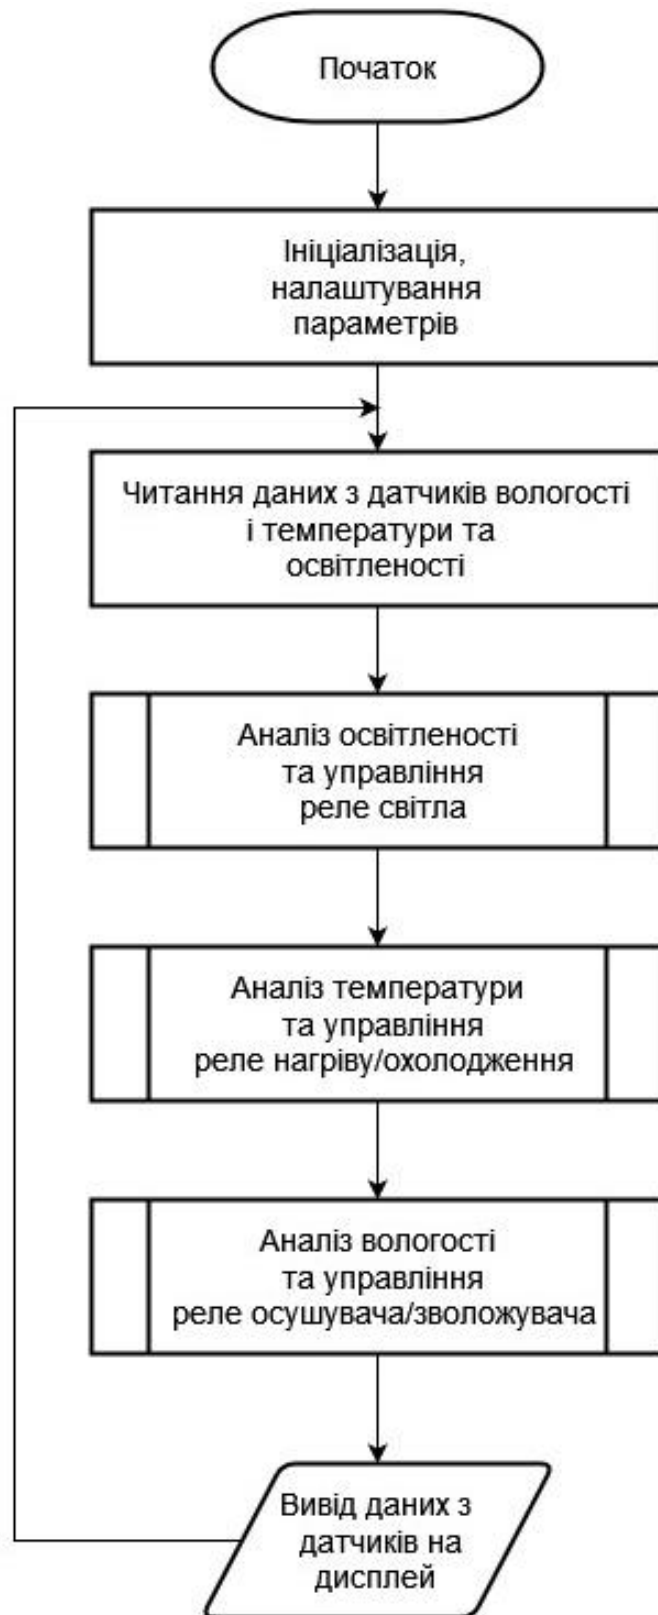 Початок
Ініціалізація,
налаштування
параметрів
Читання даних з датчиків вологості
і температури та
освітленості
Аналіз освітленості
та управління
реле світла
Аналіз температури
та управління
реле нагріву/охолодження
Аналіз вологості
та управління
реле осушувача/зволожувача
Вивід даних з
датчиків на
дисплей